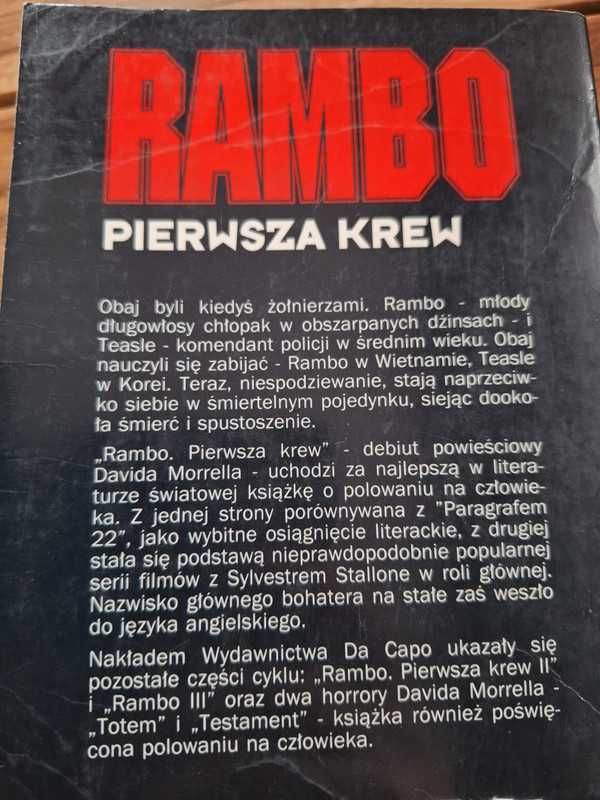 RAMBO
PIERWSZA KREW
Obaj byli kiedyś żołnierzami. Rambo - młody
długowłosy chłopak w obszarpanych dżinsach - i
Teasle - komendant policji w średnim wieku. Obaj
nauczyli się zabijać - Rambo w Wietnamie, Teasle
w Korei. Teraz, niespodziewanie, stają naprzeciw-
ko siebie w śmiertelnym pojedynku, siejąc dooko-
ła śmierć i spustoszenie.
„Rambo. Pierwsza krew" - debiut powieściowy
Davida Morrella - uchodzi za najlepszą w litera-
turze światowej książkę o polowaniu na człowie-
ka. Z jednej strony porównywana z "Paragrafem
22", jako wybitne osiągnięcie literackie, z drugiej
stała się podstawą nieprawdopodobnie popularnej
serii filmów z Sylvestrem Stallone w roli głównej.
Nazwisko głównego bohatera na stałe zaś weszło
do języka angielskiego.
Nakładem Wydawnictwa Da Capo ukazały się
pozostałe części cyklu: „Rambo. Pierwsza krew II"
i „Rambo III" oraz dwa horrory Davida Morrella -
„Totem" i „Testament" - książka również poświę-
cona polowaniu na człowieka.